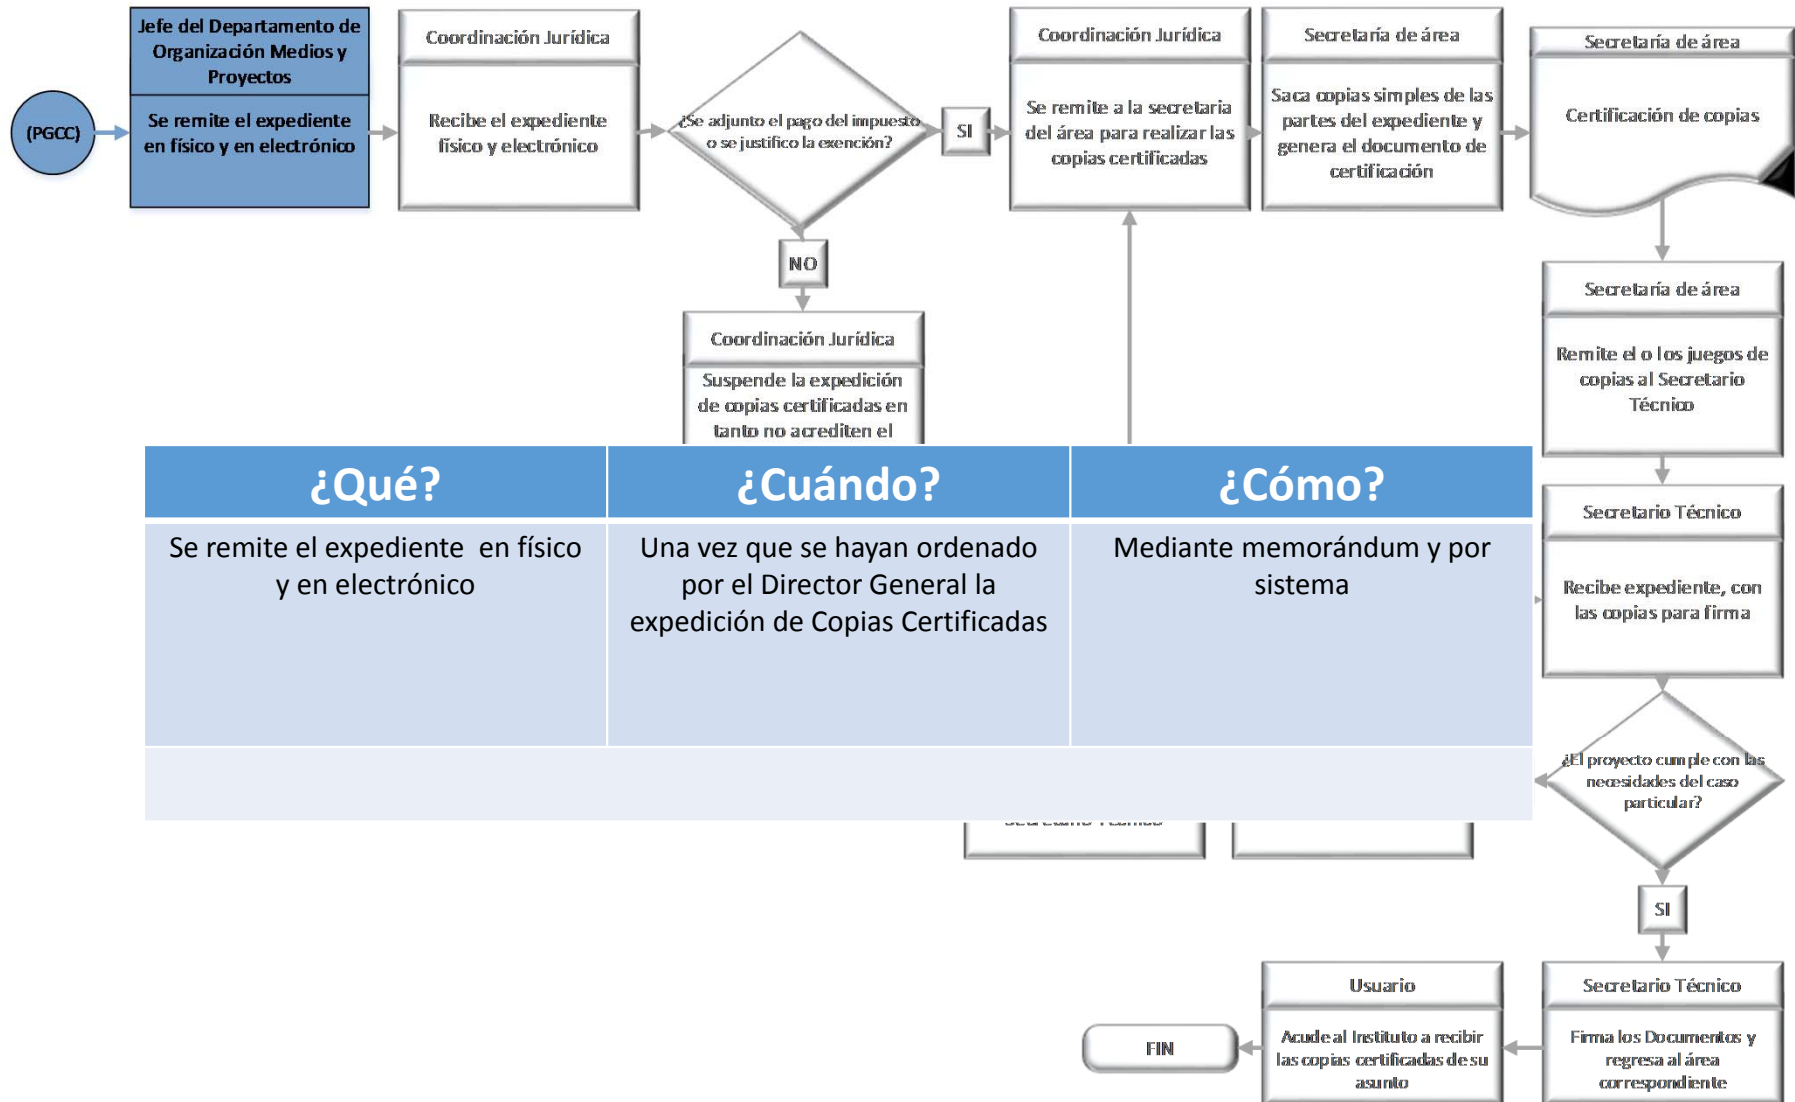 (PGCC)
Jefe del Departamento de
Organización Medios y
Proyectos
Se remite el expediente
en físico y en electrónico
Coordinación Jurídica
Recibe el expediente
físico y electrónico
¿Se adjunto el pago del impuesto
o se justifico la exención?
SI
NO
Coordinación Jurídica
Se remite a la secretaria
del área para realizar las
copias certificadas
Secretaría de área
Saca copias simples de las
partes del expediente y
genera el documento de
certificación
Secretaría de área
Certificación de copias
Coordinación Jurídica
Suspende la expedición
de copias certificadas en
tanto no acrediten el
Secretaría de área
Remite el o los juegos de
copias al Secretario
Técnico
¿Qué?
¿Cuándo?
¿Cómo?
Se remite el expediente en físico
y en electrónico
Una vez que se hayan ordenado
por el Director General la
expedición de Copias Certificadas
Mediante memorándum y por
sistema
Secretario Técnico
Recibe expediente, con
las copias para firma
¿El proyecto cumple con las
necesidades del caso
particular?
Secretario Técnico
SI
Secretario Técnico
Firma los Documentos y
regresa al área
correspondiente
Usuario
Acude al Instituto a recibir
las copias certificadas de su
asunto
FIN